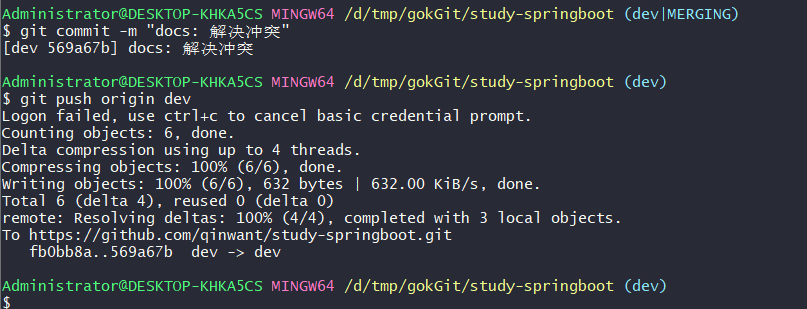 Administrator@DESKTOP-KHKA5CS MINGW64 /d/tmp/gokGit/study-springboot (dev|MERGING)
$ git commit -m "docs: 解决冲突"
[dev 569a67b] docs: 解决冲突
Administrator@DESKTOP-KHKA5CS MINGW64 /d/tmp/gokGit/study-springboot (dev)
$ git push origin dev
Logon failed, use ctrl+c to cancel basic credential prompt.
Counting objects: 6, done.
Delta compression using up to 4 threads.
Compressing objects: 100% (6/6), done.
Writing objects: 100% (6/6), 632 bytes | 632.00 KiB/s, done.
Total 6 (delta 4), reused 0 (delta 0)
remote: Resolving deltas: 100% (4/4), completed with 3 local objects.
To https://github.com/qinwant/study-springboot.git
   fb0bb8a..569a67b  dev -> dev
Administrator@DESKTOP-KHKA5CS MINGW64 /d/tmp/gokGit/study-springboot (dev)
$